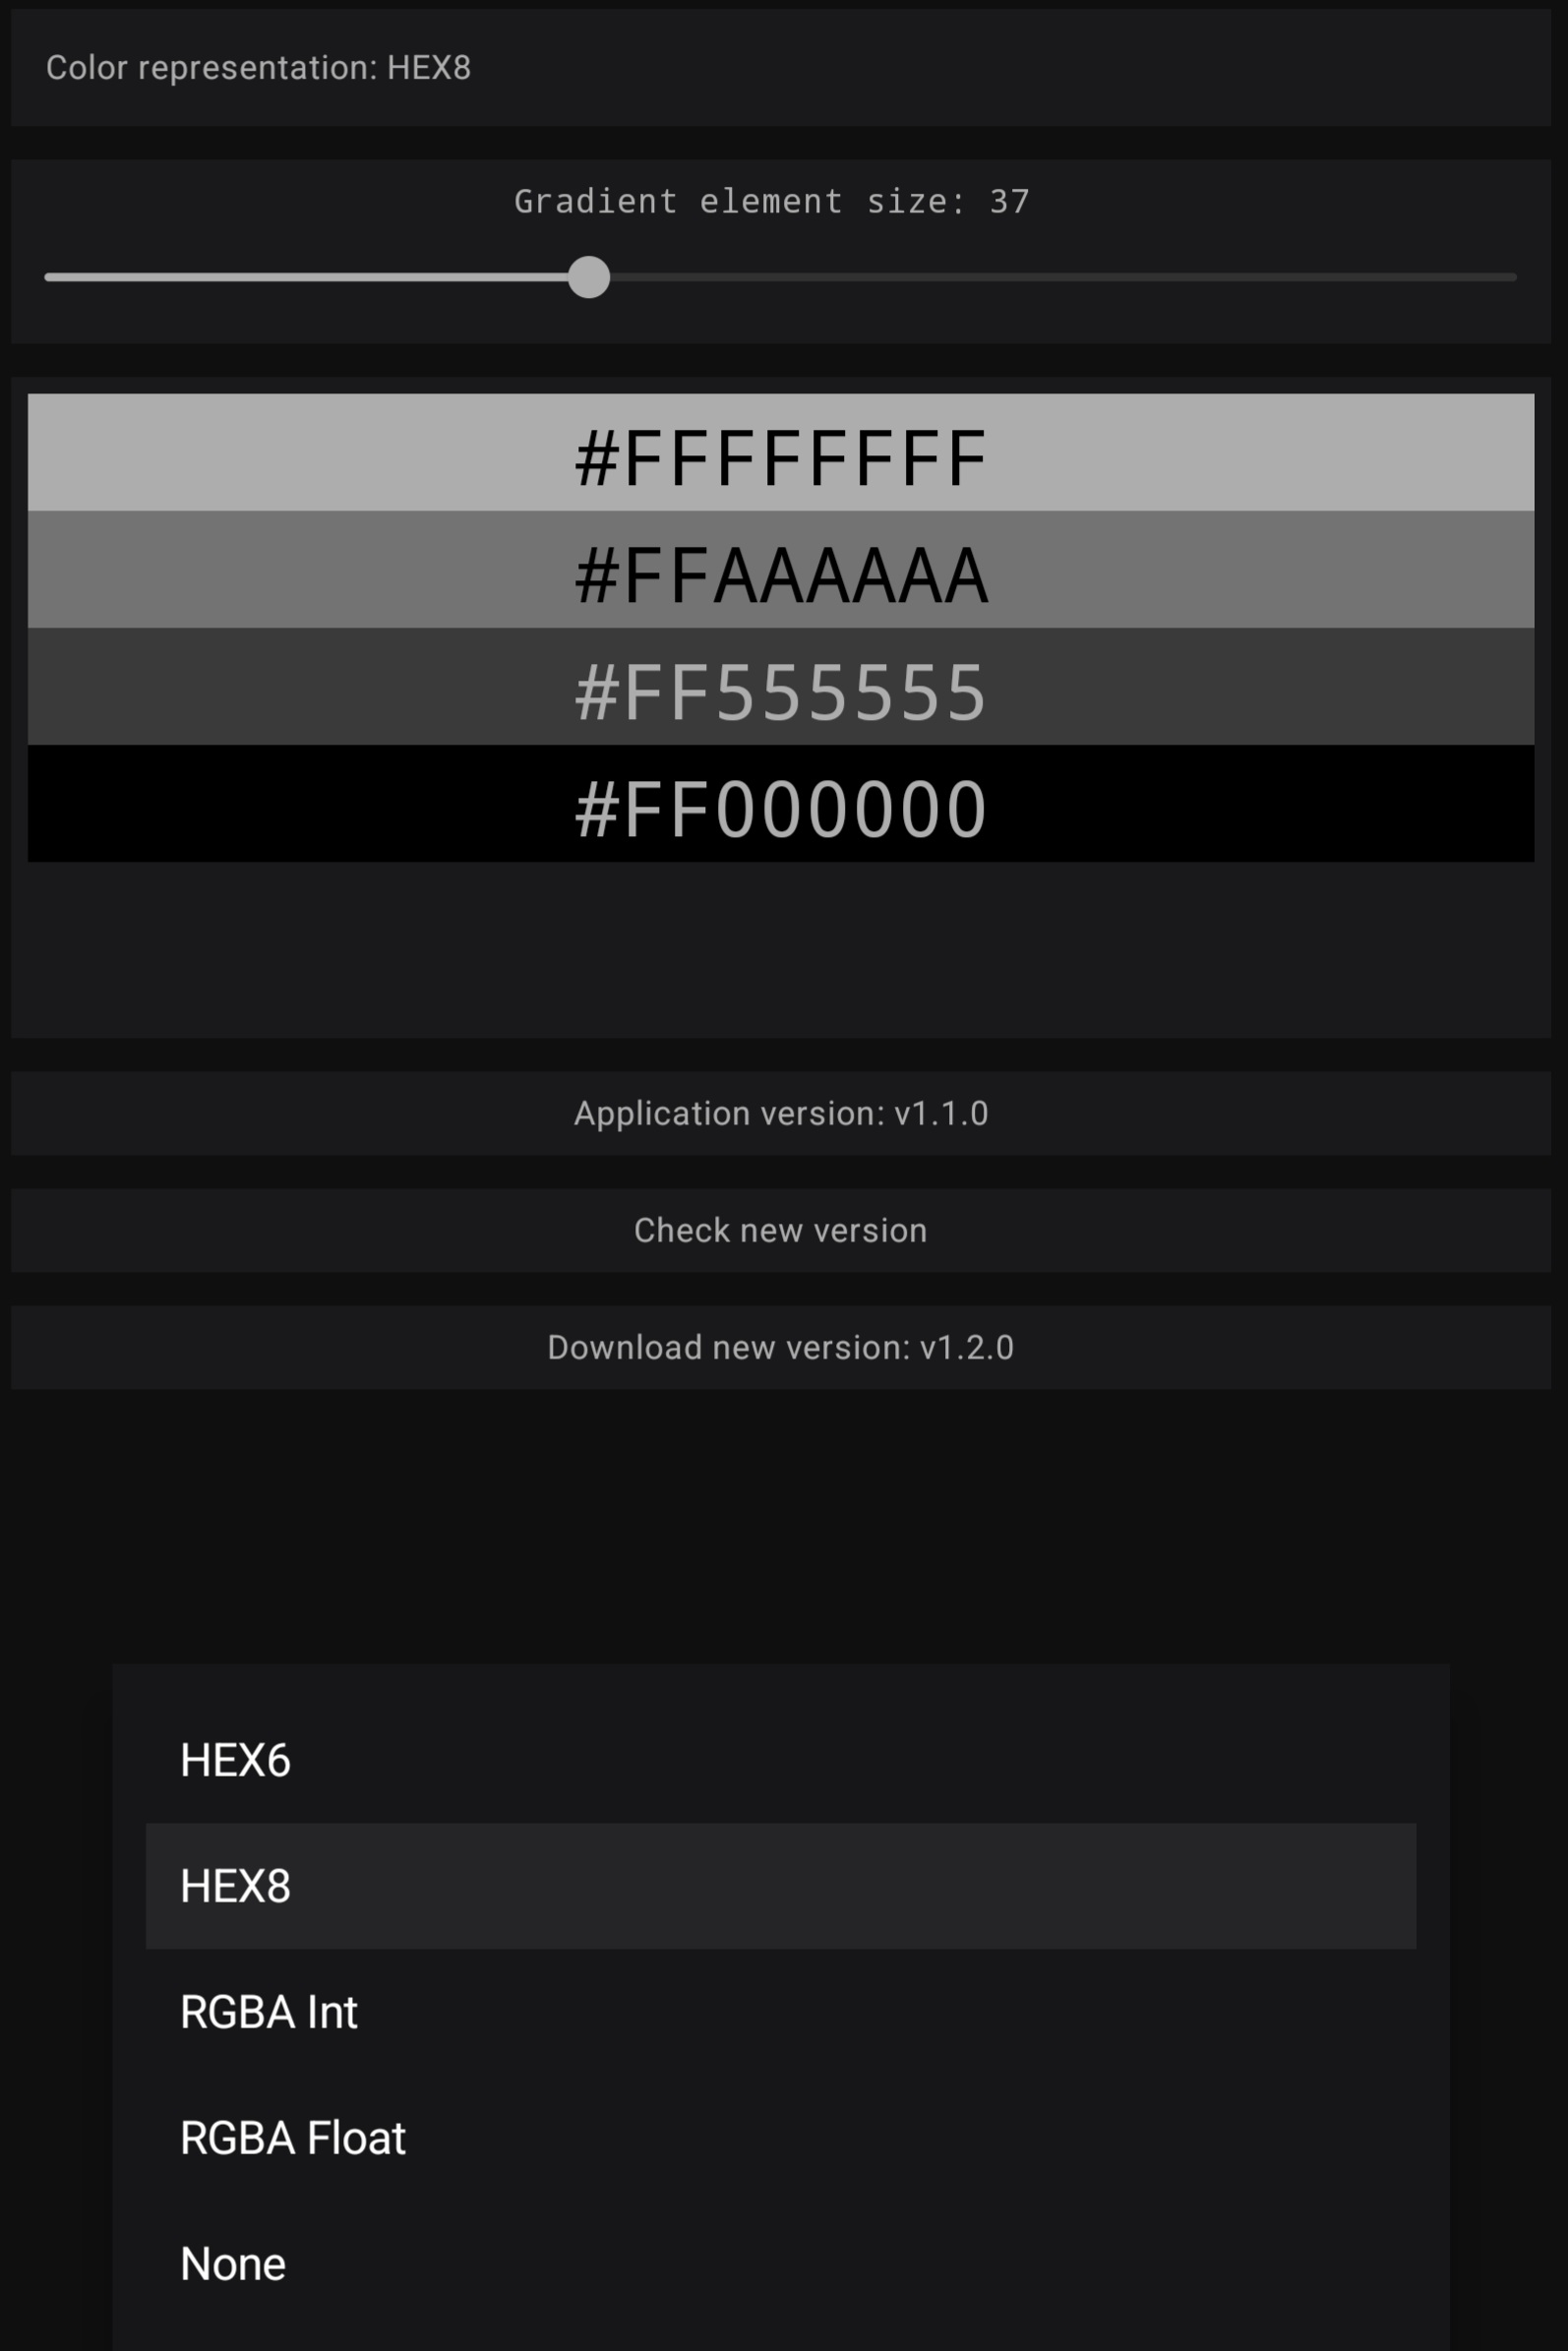 Color representation: HEX8
Gradient element size: 37
#FFFFFFFF
#FFAAAAAA
#FF555555
#FF000000
Application version: v1.1.0
Check new version
Download new version: v1.2.0
HEX6
HEX8
RGBA Int
RGBA Float
None